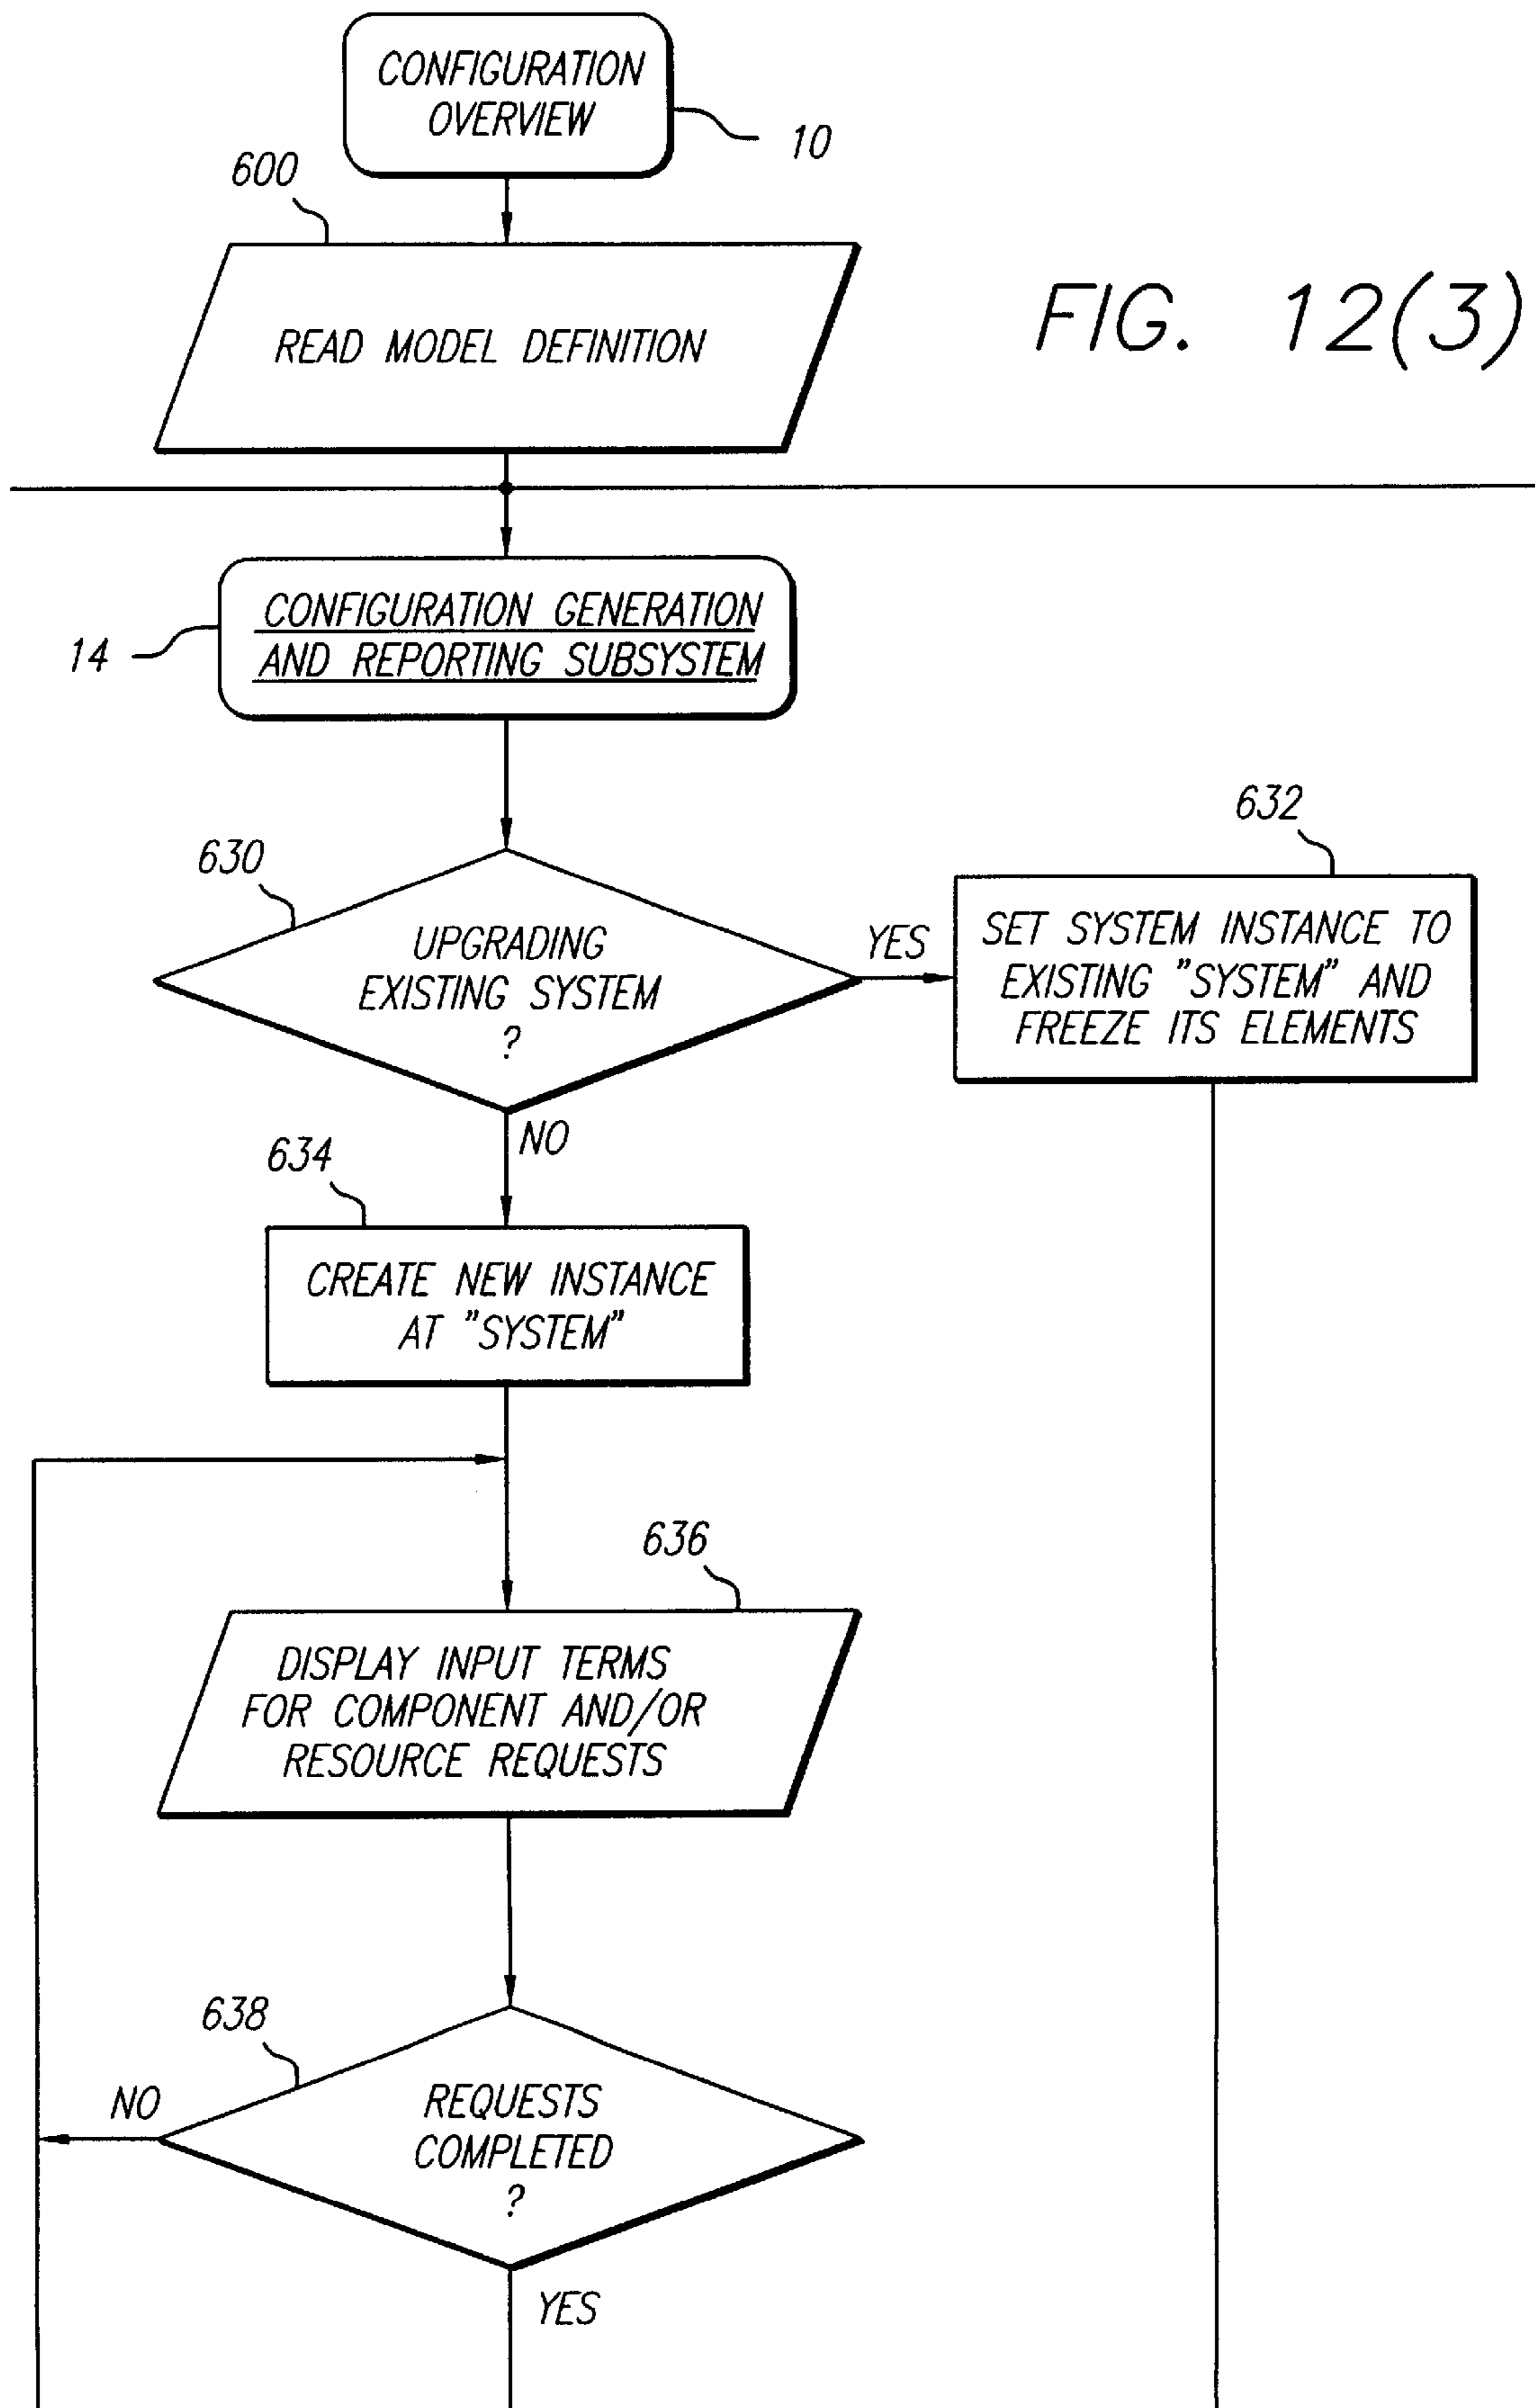 CONFIGURATION
OVERVIEW
10
600
READ MODEL DEFINITION
FIG. 12(3)
CONFIGURATION GENERATION
AND REPORTING SUBSYSTEM
14
630
UPGRADING
EXISTING SYSTEM
?
YES
632
SET SYSTEM INSTANCE TO
EXISTING "SYSTEM" AND
FREEZE ITS ELEMENTS
NO
634
CREATE NEW INSTANCE
AT "SYSTEM"
636
DISPLAY INPUT TERMS
FOR COMPONENT AND/OR
RESOURCE REQUESTS
638
NO
REQUESTS
COMPLETED
?
YES